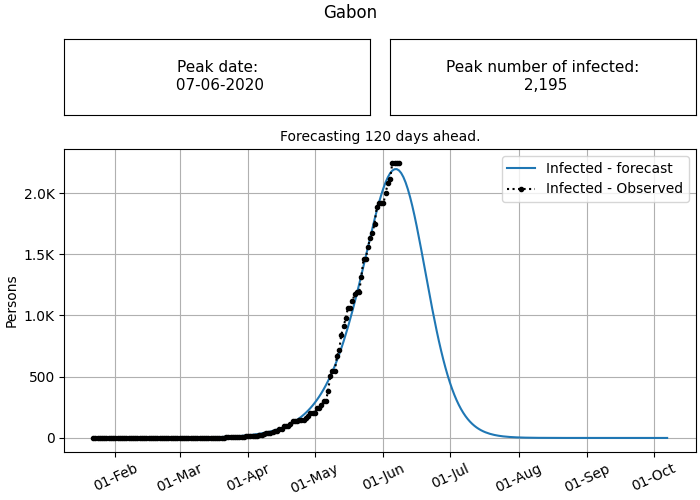 Gabon
Peak date:
07-06-2020
Peak number of infected:
2,195
Forecasting 120 days ahead.
Infected - forecast
Infected - Observed
Persons
2.0K
1.5K
1.0K
500
0
01-Feb
01-Mar
01-Apr
01-May
01-Jun
01-Jul
01-Aug
01-Sep
01-Oct